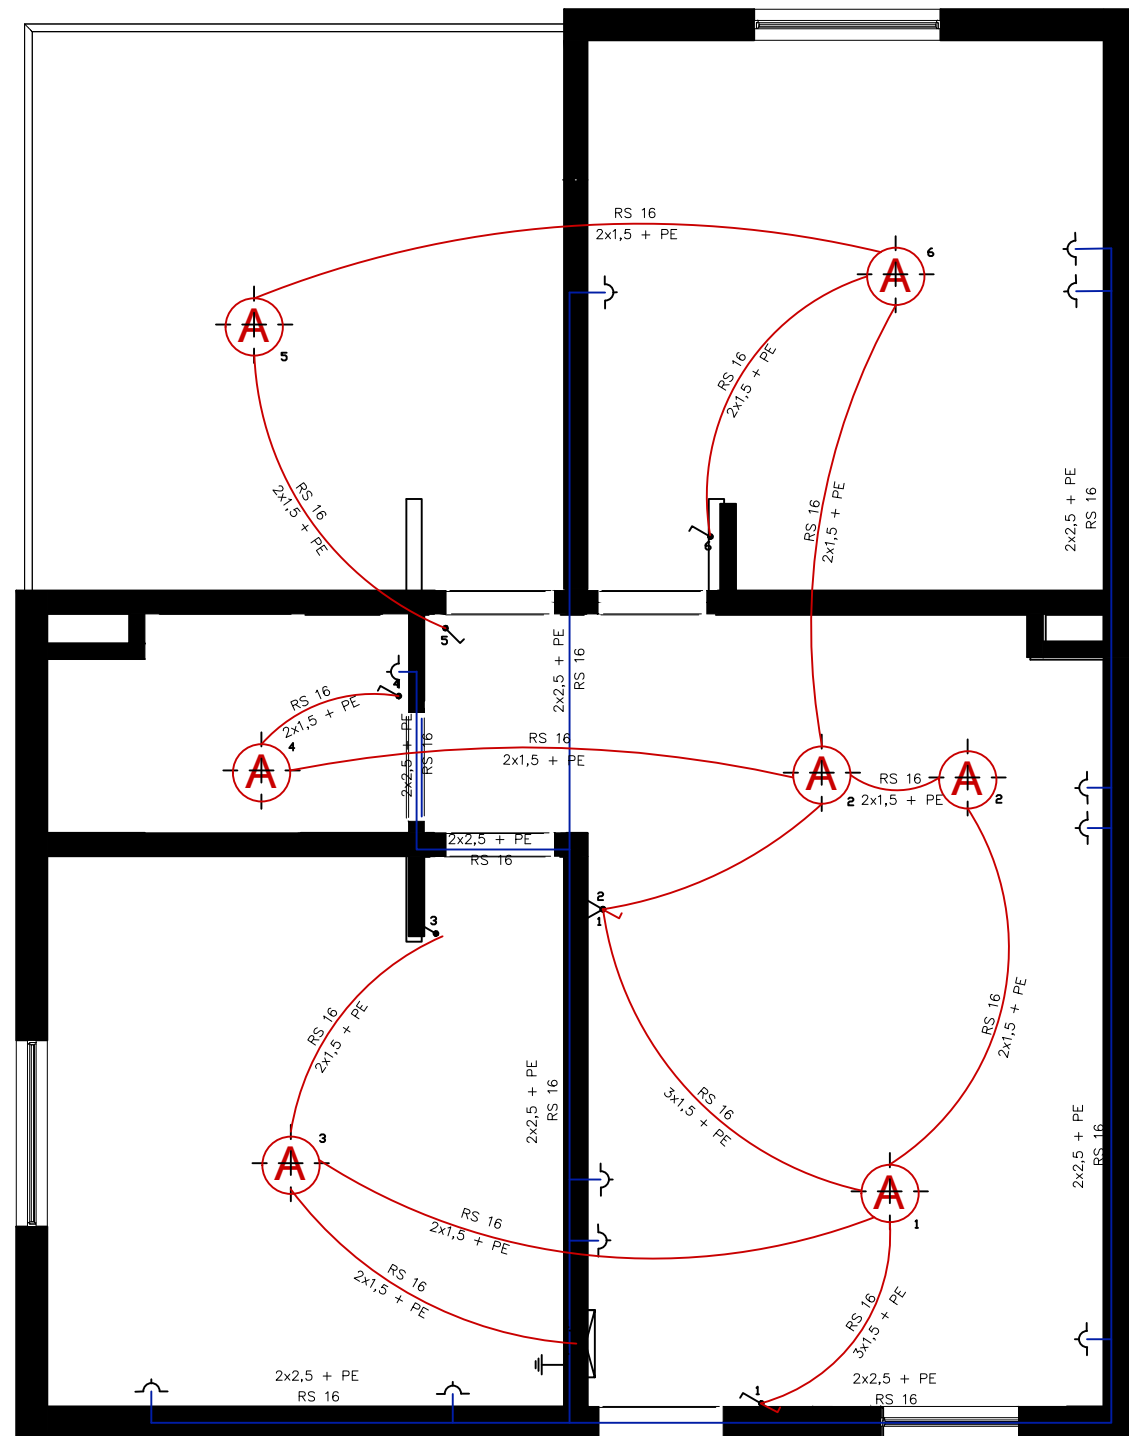 RS 16
2x1,5 + PE
6
A
A
5
RS 16
2x1,5 + PE
RS 16
2x1,5 + PE
2x2,5 + PE
RS 16
RS 16
2x1,5 + PE
6
5
2x2,5 + PE
RS 16
4
RS 16
2x1,5 + PE
4
A
2x2,5 + PE
RS 16
RS 16
2x1,5 + PE
A
2
RS 16
2x1,5 + PE
A
2
2x2,5 + PE
RS 16
2
1
3
RS 16
2x1,5 + PE
RS 16
2x1,5 + PE
2x2,5 + PE
RS 16
RS 16
3x1,5 + PE
2x2,5 + PE
RS 16
3
A
A
1
RS 16
2x1,5 + PE
RS 16
2x1,5 + PE
RS 16
3x1,5 + PE
2x2,5 + PE
RS 16
2x2,5 + PE
RS 16
1